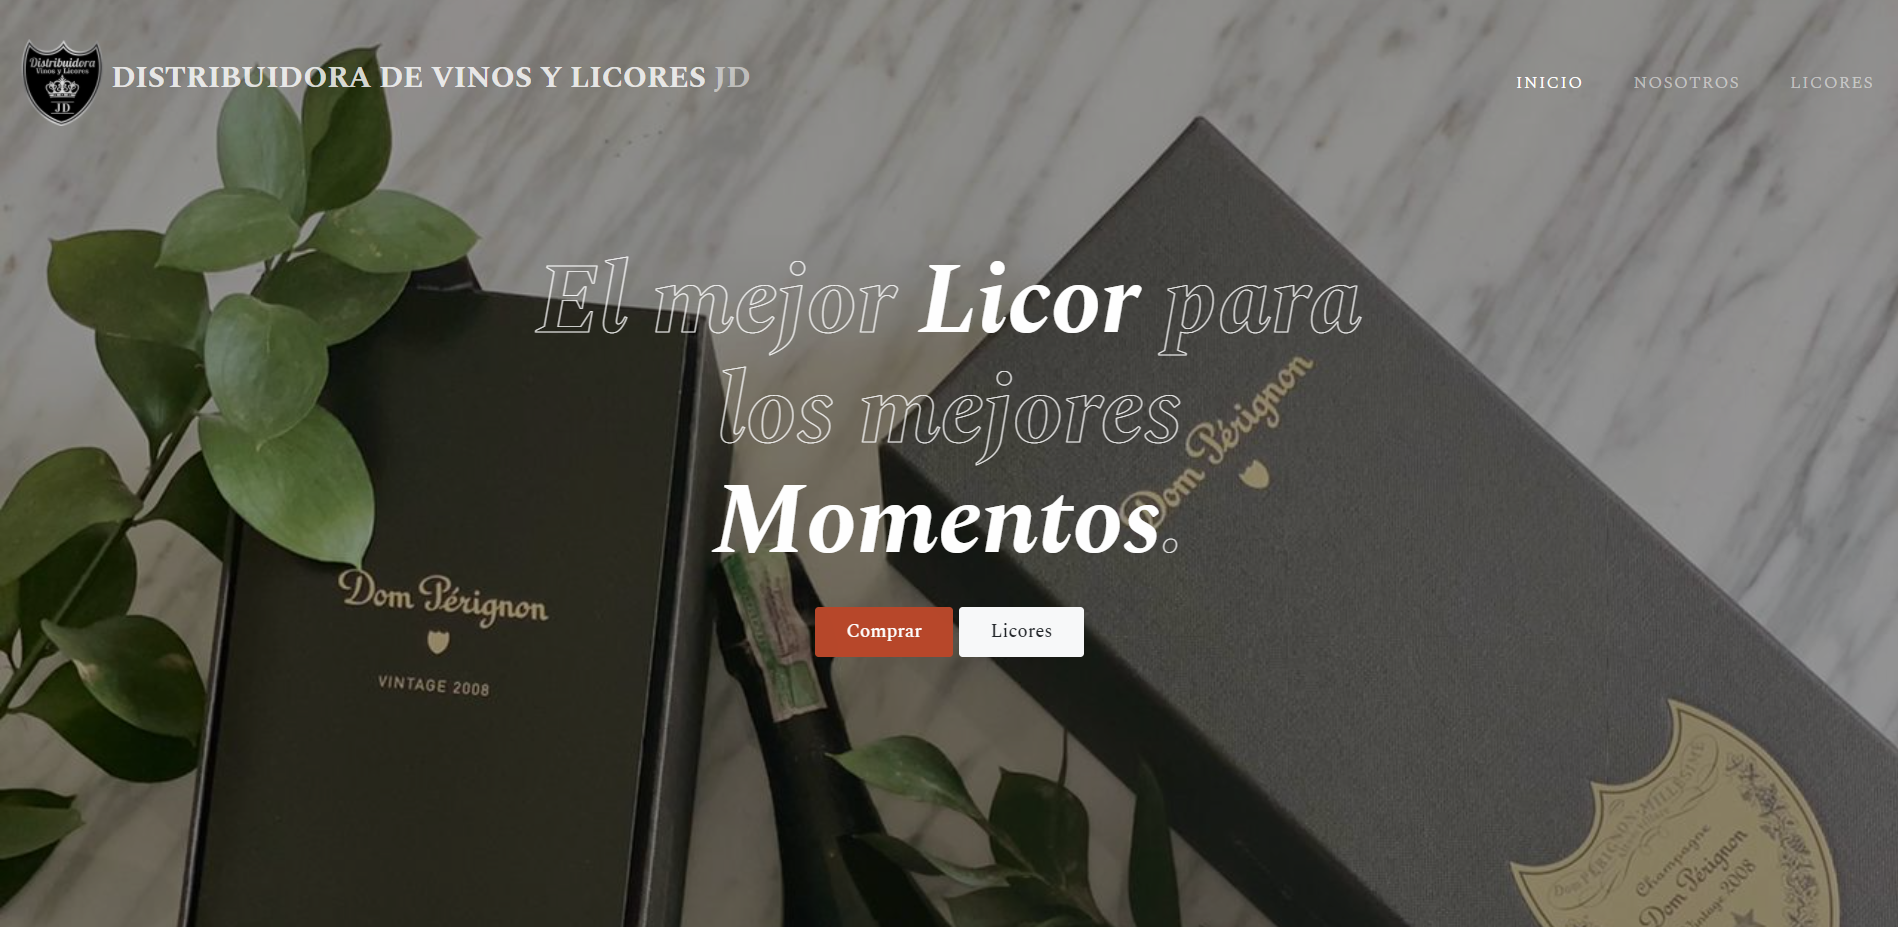 Distribuidora
Vinos y Licores
JD
DISTRIBUIDORA DE VINOS Y LICORES JD
INICIO
NOSOTROS
LICORES
El mejor Licor para
los mejores
Momentos.
Comprar
Licores
Dom Pérignon
VINTAGE 2008
Dom Pérignon
Dom PÉRIGNON-MILLÉSIME
Champagne
Dom Pérignon
Vintage 2008